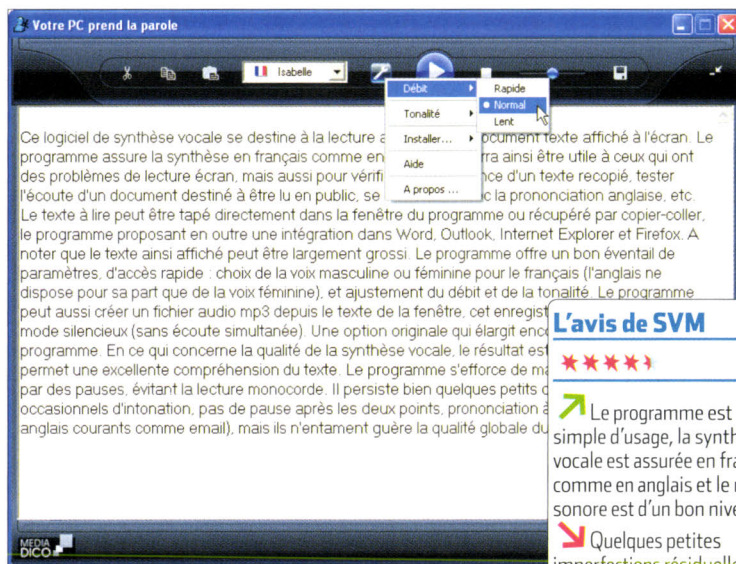 Votre PC prend la parole
Isabelle
Débit
Tonalité
Installer...
Aide
A propos ...
Rapide
Normal
Lent
Ce logiciel de synthèse vocale se destine à la lecture a ocument texte affiché à l'écran. Le
programme assure la synthèse en français comme en rra ainsi être utile à ceux qui ont
des problèmes de lecture écran, mais aussi pour vérifi nce d'un texte recopié, tester
l'écoute d'un document destiné à être lu en public, se c la prononciation anglaise, etc.
Le texte à lire peut être tapé directement dans la fenêtre du programme ou récupéré par copier-coller,
le programme proposant en outre une intégration dans Word, Outlook, Internet Explorer et Firefox. A
noter que le texte ainsi affiché peut être largement grossi. Le programme offre un bon éventail de
paramètres, d'accès rapide : choix de la voix masculine ou féminine pour le français (l'anglais ne
dispose pour sa part que de la voix féminine), et ajustement du débit et de la tonalité. Le programme
peut aussi créer un fichier audio mp3 depuis le texte de la fenêtre, cet enregist
mode silencieux (sans écoute simultanée). Une option originale qui élargit enc
programme. En ce qui concerne la qualité de la synthèse vocale, le résultat est
permet une excellente compréhension du texte. Le programme s'efforce de ma
par des pauses, évitant la lecture monocorde. Il persiste bien quelques petits d
occasionnels d'intonation, pas de pause après les deux points, prononciation à
anglais courants comme email), mais ils n'entament guère la qualité globale du
MEDIA
DICO
L'avis de SVM
Le programme est
simple d'usage, la synth
vocale est assurée en fra
comme en anglais et le r
sonore est d'un bon nive
Quelques petites
imperfections résiduelle